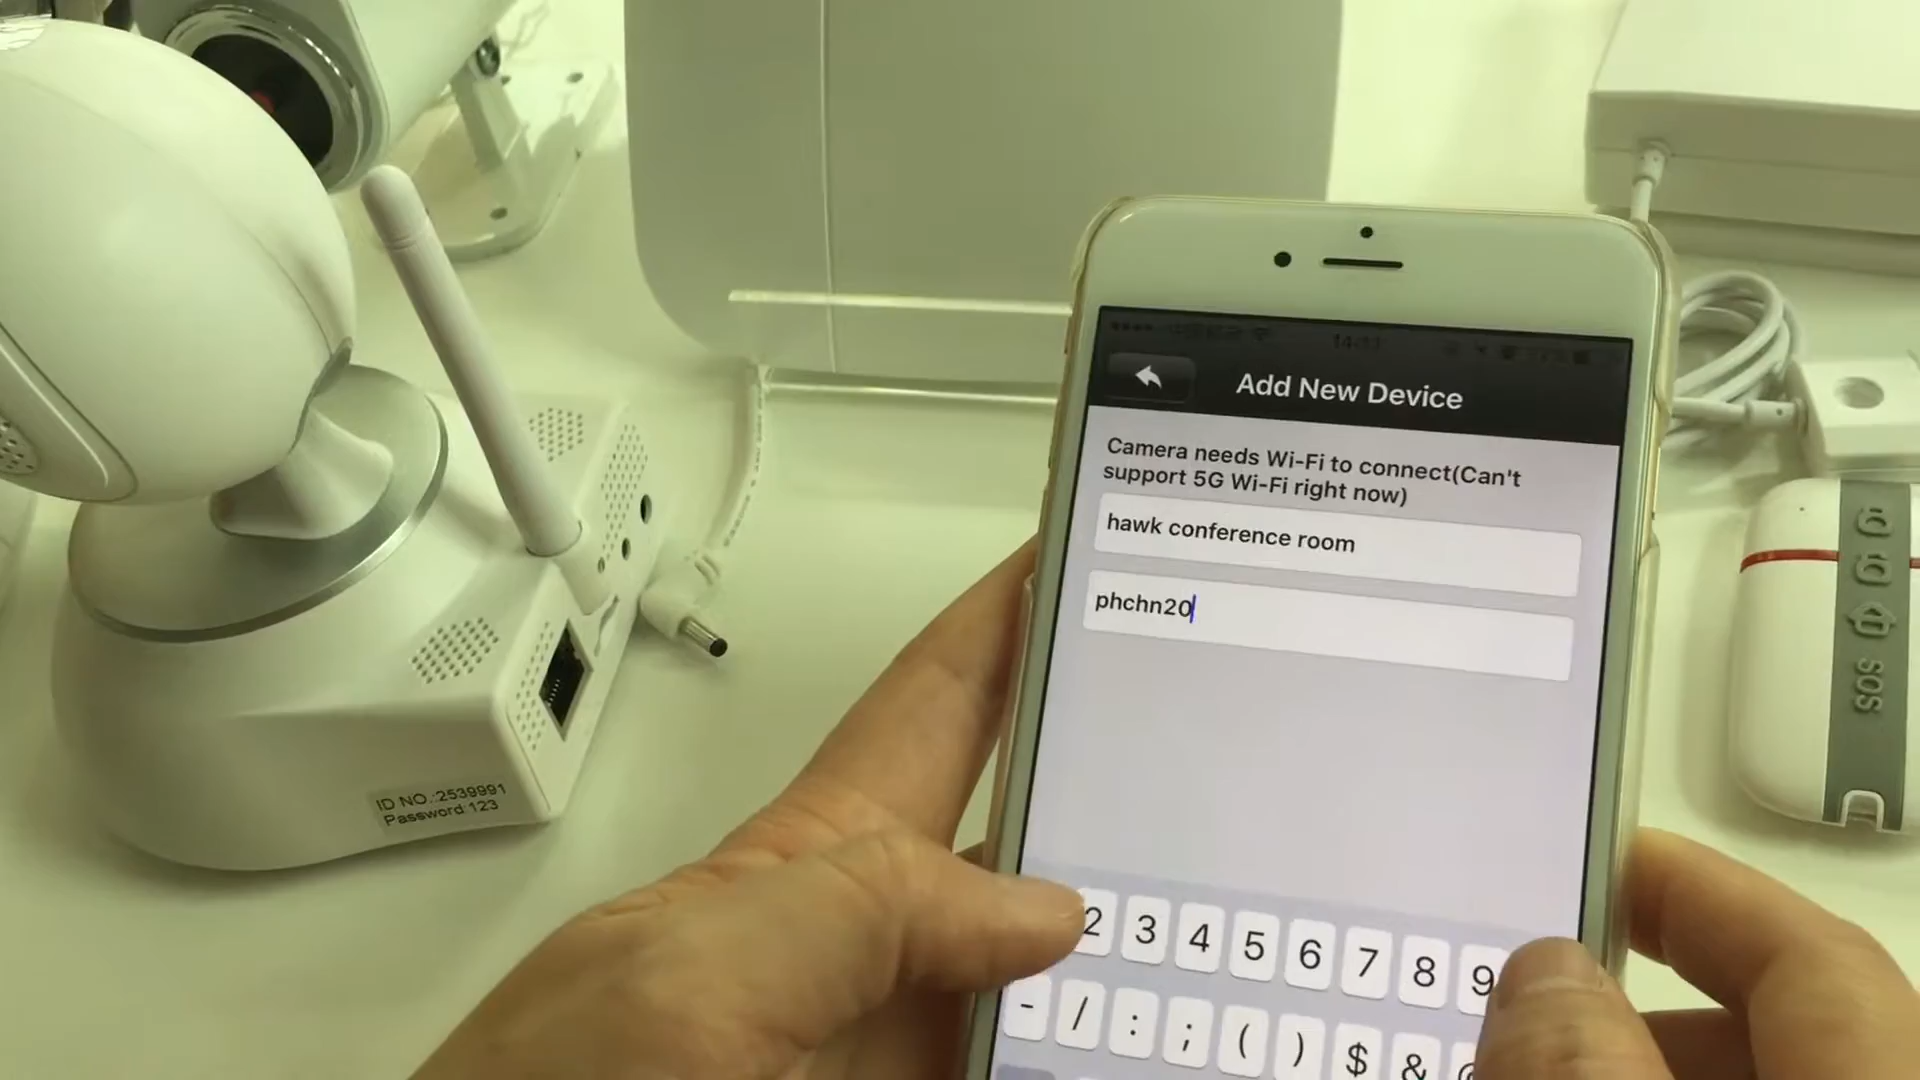 Add New Device
Camera needs Wi-Fi to connect(Can't
support 5G Wi-Fi right now)
hawk conference room
phchn20
ID NO.:2539991
Password:123
SOS
2 3 4 5 6 7 8 9
- / : ; ( ) $ &